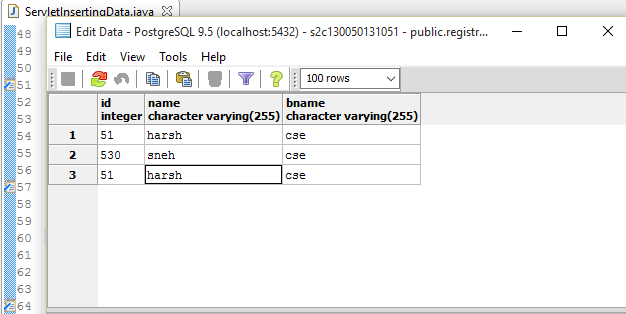 ServletInsertingData.java
Edit Data - PostgreSQL 9.5 (localhost:5432) - s2c130050131051 - public.registr...
File Edit View Tools Help
100 rows
id name bname
integer character varying(255) character varying(255)
1 51 harsh cse
2 530 sneh cse
3 51 harsh cse
48
49
50
51
52
53
54
55
56
57
58
59
60
61
62
63
64